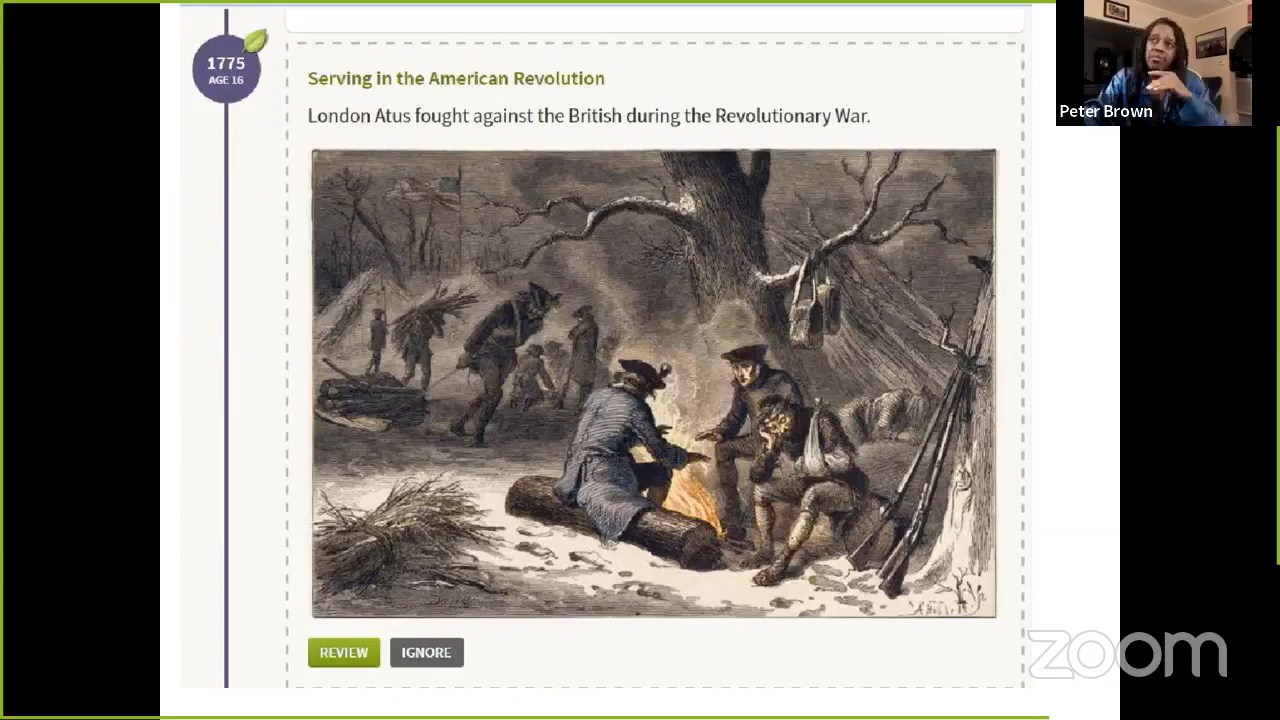 1775
AGE 16
Serving in the American Revolution
London Atus fought against the British during the Revolutionary War.
REVIEW
IGNORE
Peter Brown
zoom